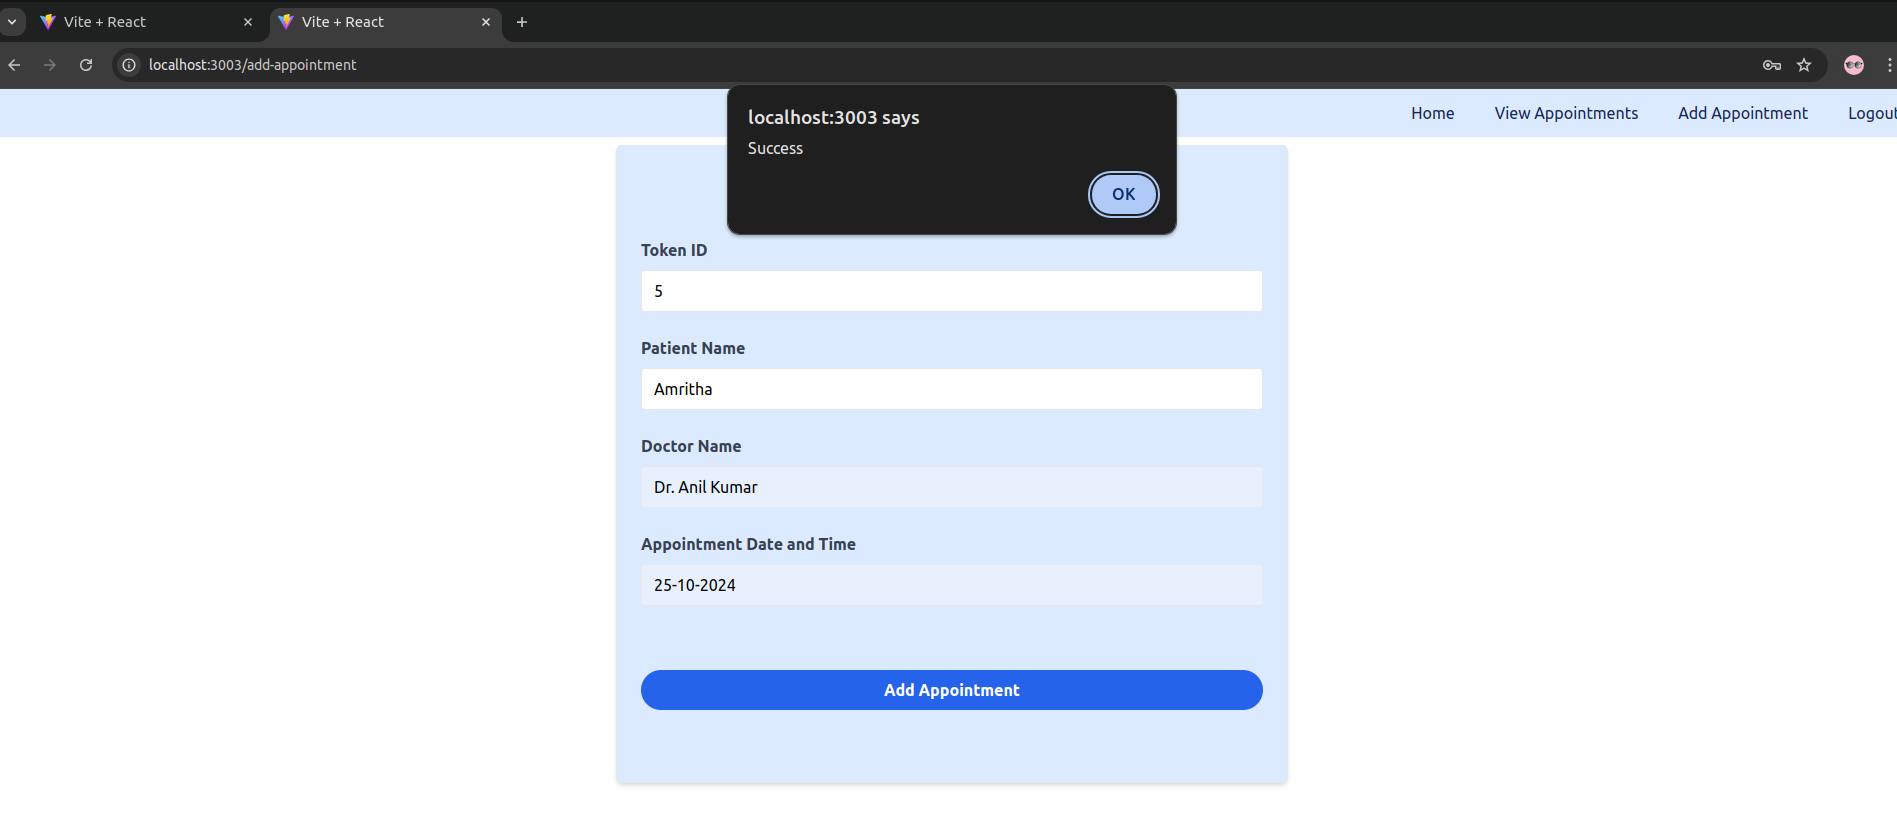 Vite + React
Vite + React
localhost:3003/add-appointment
Home View Appointments Add Appointment Logout
localhost:3003 says
Success
OK
Token ID
5
Patient Name
Amritha
Doctor Name
Dr. Anil Kumar
Appointment Date and Time
25-10-2024
Add Appointment